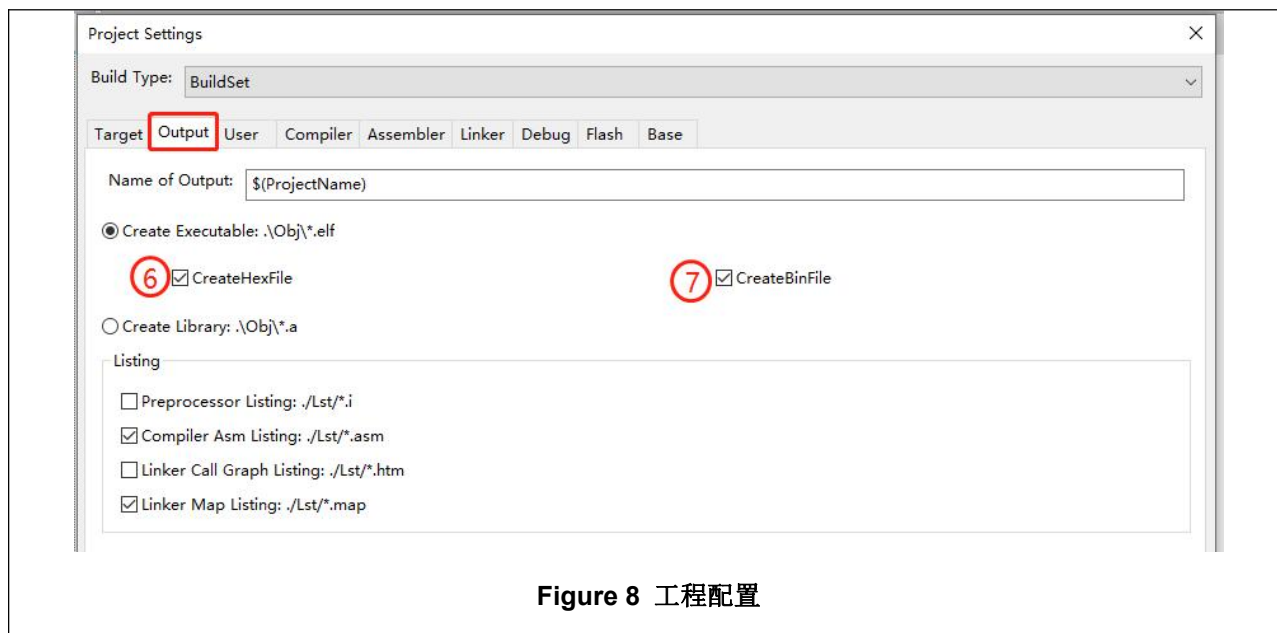 Project Settings
Build Type: BuildSet
Target Output User Compiler Assembler Linker Debug Flash Base
Name of Output: $(ProjectName)
Create Executable: .\Obj\*.elf
6 CreateHexFile 7 CreateBinFile
Create Library: .\Obj\*.a
Listing
Preprocessor Listing: ./Lst/*.i
Compiler Asm Listing: ./Lst/*.asm
Linker Call Graph Listing: ./Lst/*.htm
Linker Map Listing: ./Lst/*.map
Figure 8 工程配置